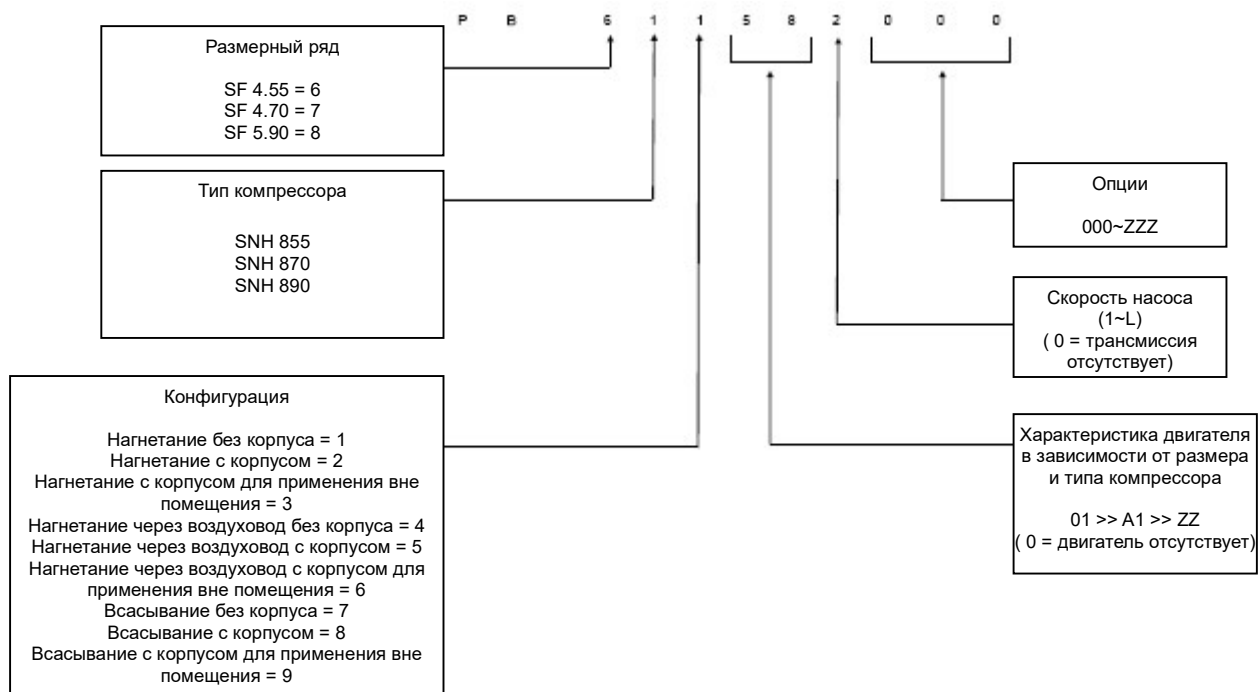 P B 6 1 1 5 8 2 0 0 0
Размерный ряд
SF 4.55 = 6
SF 4.70 = 7
SF 5.90 = 8
Тип компрессора
SNH 855
SNH 870
SNH 890
Конфигурация
Нагнетание без корпуса = 1
Нагнетание с корпусом = 2
Нагнетание с корпусом для применения вне
помещения = 3
Нагнетание через воздуховод без корпуса = 4
Нагнетание через воздуховод с корпусом = 5
Нагнетание через воздуховод с корпусом для
применения вне помещения = 6
Всасывание без корпуса = 7
Всасывание с корпусом = 8
Всасывание с корпусом для применения вне
помещения = 9
Опции
000~ZZZ
Скорость насоса
(1~L)
( 0 = трансмиссия
отсутствует)
Характеристика двигателя
в зависимости от размера
и типа компрессора
01 >> A1 >> ZZ
( 0 = двигатель отсутствует)